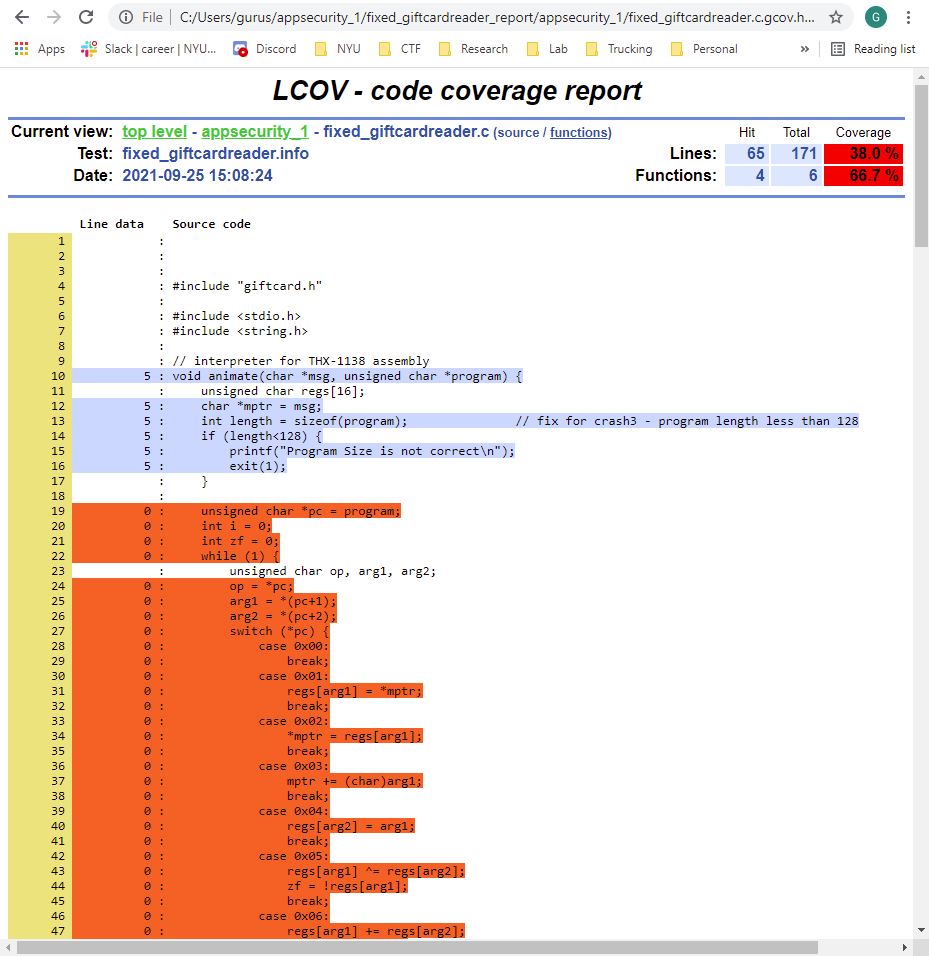 File C:/Users/gurus/appsecurity_1/fixed_giftcardreader_report/appsecurity_1/fixed_giftcardreader.c.gcov.h... G
Apps Slack | career | NYU... Discord NYU CTF Research Lab Trucking Personal » Reading list
LCOV - code coverage report
Current view: top level - appsecurity_1 - fixed_giftcardreader.c (source / functions) Hit Total Coverage
Test: fixed_giftcardreader.info Lines: 65 171 38.0 %
Date: 2021-09-25 15:08:24 Functions: 4 6 66.7 %
Line data Source code
1 :
2 :
3 :
4 : #include "giftcard.h"
5 :
6 : #include <stdio.h>
7 : #include <string.h>
8 :
9 : // interpreter for THX-1138 assembly
10 5 : void animate(char *msg, unsigned char *program) {
11 : unsigned char regs[16];
12 5 : char *mptr = msg;
13 5 : int length = sizeof(program); // fix for crash3 - program length less than 128
14 5 : if (length<128) {
15 5 : printf("Program Size is not correct\n");
16 5 : exit(1);
17 : }
18 :
19 0 : unsigned char *pc = program;
20 0 : int i = 0;
21 0 : int zf = 0;
22 0 : while (1) {
23 : unsigned char op, arg1, arg2;
24 0 : op = *pc;
25 0 : arg1 = *(pc+1);
26 0 : arg2 = *(pc+2);
27 0 : switch (*pc) {
28 0 : case 0x00:
29 0 : break;
30 0 : case 0x01:
31 0 : regs[arg1] = *mptr;
32 0 : break;
33 0 : case 0x02:
34 0 : *mptr = regs[arg1];
35 0 : break;
36 0 : case 0x03:
37 0 : mptr += (char)arg1;
38 0 : break;
39 0 : case 0x04:
40 0 : regs[arg2] = arg1;
41 0 : break;
42 0 : case 0x05:
43 0 : regs[arg1] ^= regs[arg2];
44 0 : zf = !regs[arg1];
45 0 : break;
46 0 : case 0x06:
47 0 : regs[arg1] += regs[arg2];